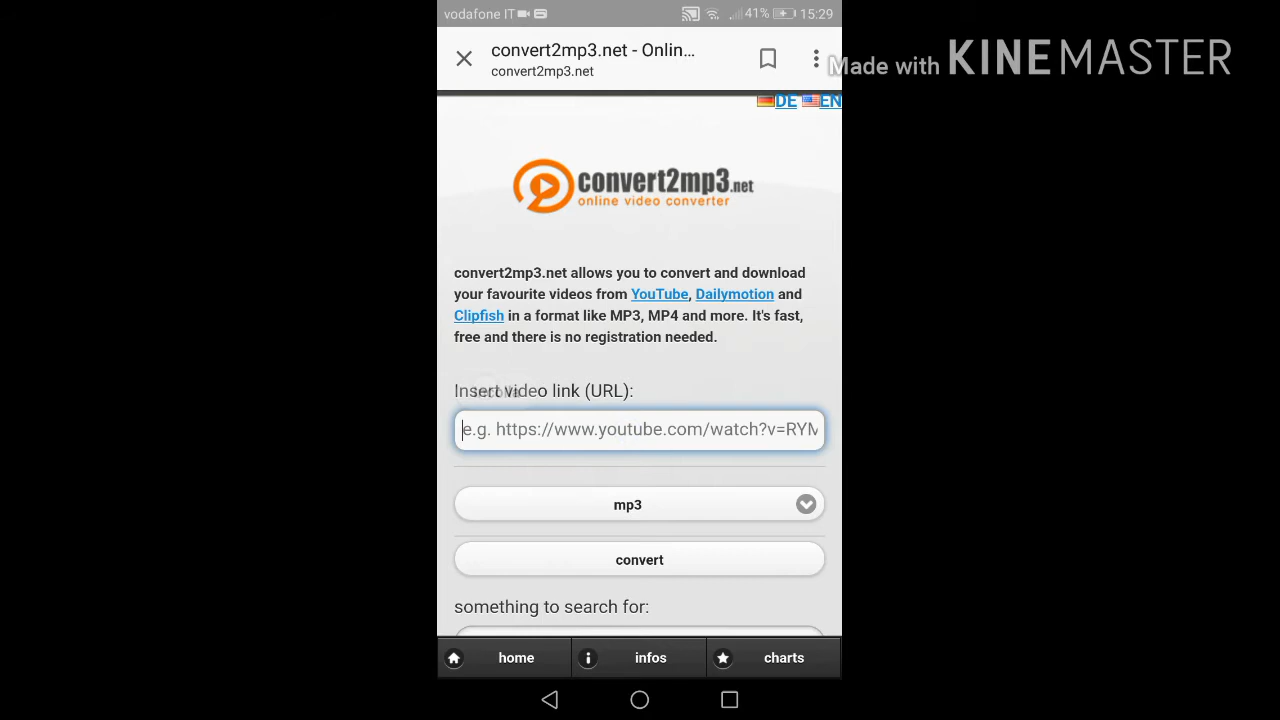 vodafone IT 41% 15:29
convert2mp3.net - Onlin...
convert2mp3.net
Made with KINEMASTER
DE EN
convert2mp3.net
online video converter
convert2mp3.net allows you to convert and download
your favourite videos from YouTube, Dailymotion and
Clipfish in a format like MP3, MP4 and more. It's fast,
free and there is no registration needed.
Insert video link (URL):
e.g. https://www.youtube.com/watch?v=RYM
mp3
convert
something to search for:
home infos charts